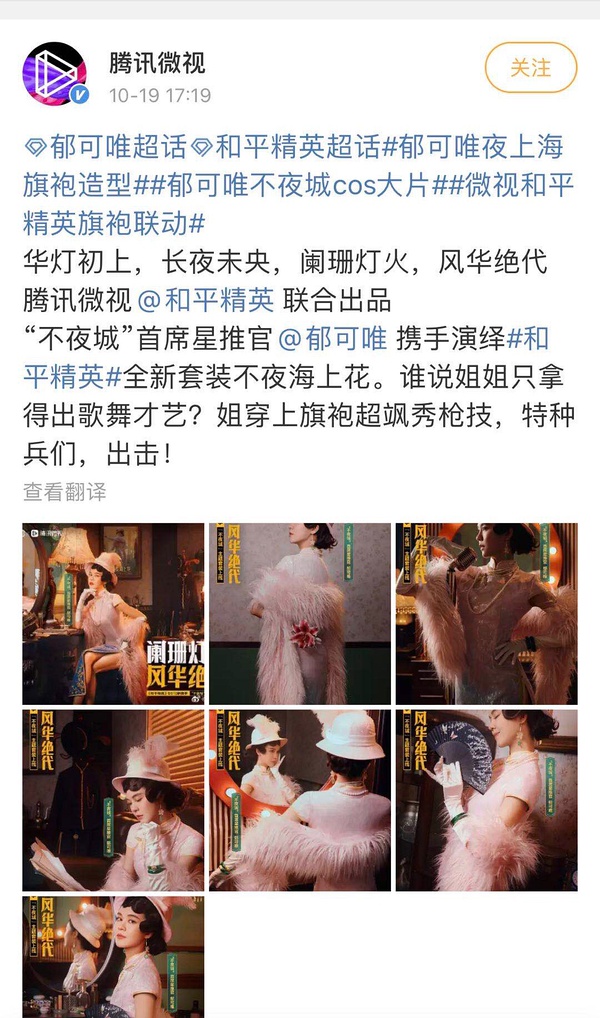 腾讯微视
10-19 17:19
关注
郁可唯超话和平精英超话#郁可唯夜上海
旗袍造型##郁可唯不夜城cos大片##微视和平
精英旗袍联动#
华灯初上，长夜未央，阑珊灯火，风华绝代
腾讯微视@和平精英 联合出品
“不夜城”首席星推官@郁可唯 携手演绎#和
平精英#全新套装不夜海上花。谁说姐姐只拿
得出歌舞才艺？姐穿上旗袍超飒秀枪技，特种
兵们，出击！
查看翻译
阑珊灯
风华绝
风华绝代
风华绝代
风华绝代
风华绝代
风华绝代
风华绝代